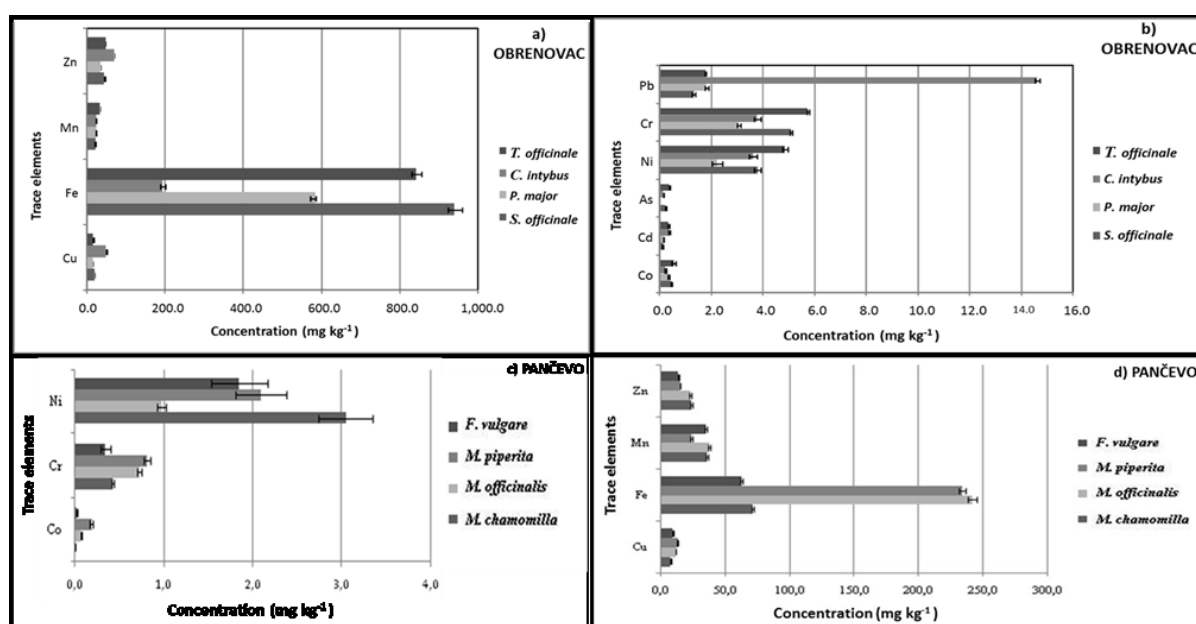 a)
OBRENOVAC
Trace elements
Zn
Mn
Fe
Cu
T. officinale
C. intybus
P. major
S. officinale
0.0 200.0 400.0 600.0 800.0 1,000.0
Concentration (mg kg-1)
b)
OBRENOVAC
Trace elements
Pb
Cr
Ni
As
Cd
Co
T. officinale
C. intybus
P. major
S. officinale
0.0 2.0 4.0 6.0 8.0 10.0 12.0 14.0 16.0
Concentration (mg kg-1)
c) PANČEVO
Trace elements
Ni
Cr
Co
F. vulgare
M. piperita
M. officinalis
M. chamomilla
0,0 1,0 2,0 3,0 4,0
Concentration (mg kg-1)
d) PANČEVO
Trace elements
Zn
Mn
Fe
Cu
F. vulgare
M. piperita
M. officinalis
M. chamomilla
0,0 50,0 100,0 150,0 200,0 250,0 300,0
Concentration (mg kg-1)